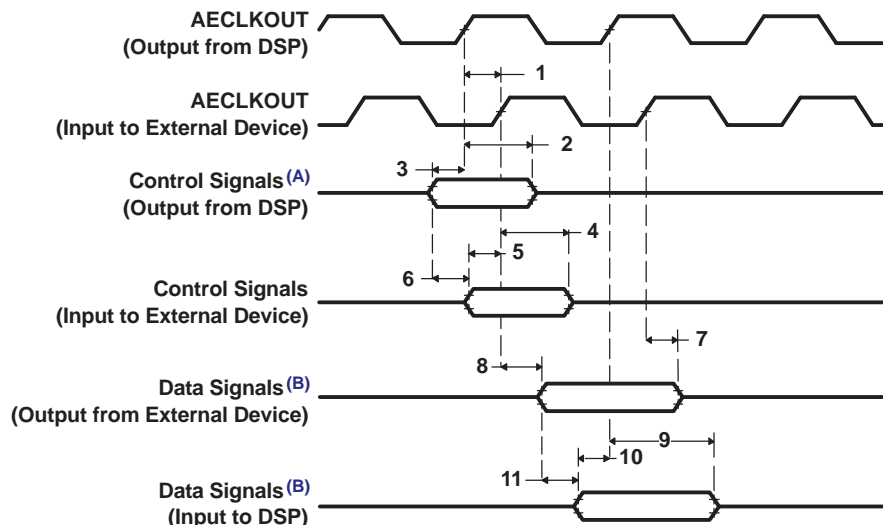 AECLKOUT
(Output from DSP)
1
AECLKOUT
(Input to External Device)
2
3
Control Signals (A)
(Output from DSP)
4
5
6
Control Signals
(Input to External Device)
7
8
Data Signals (B)
(Output from External Device)
9
10
11
Data Signals (B)
(Input to DSP)